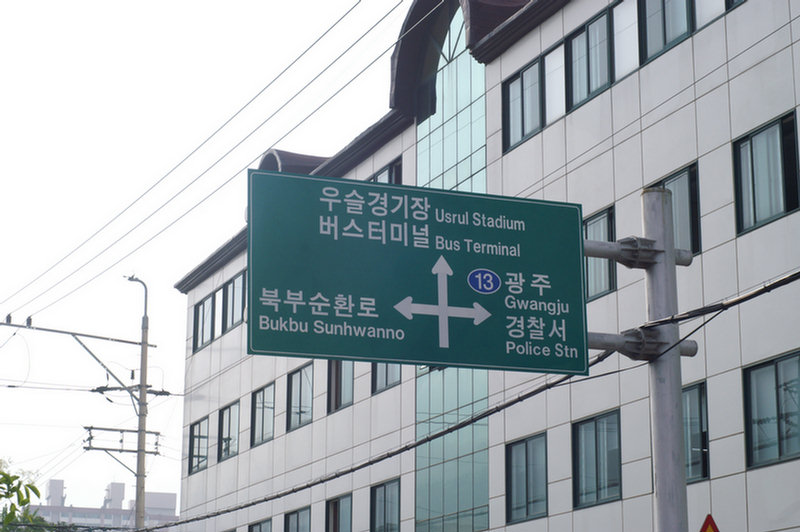 우슬경기장 Usrul Stadium
버스터미널 Bus Terminal
북부순환로
Bukbu Sunhwanno
13 광주
Gwangju
경찰서
Police Stn